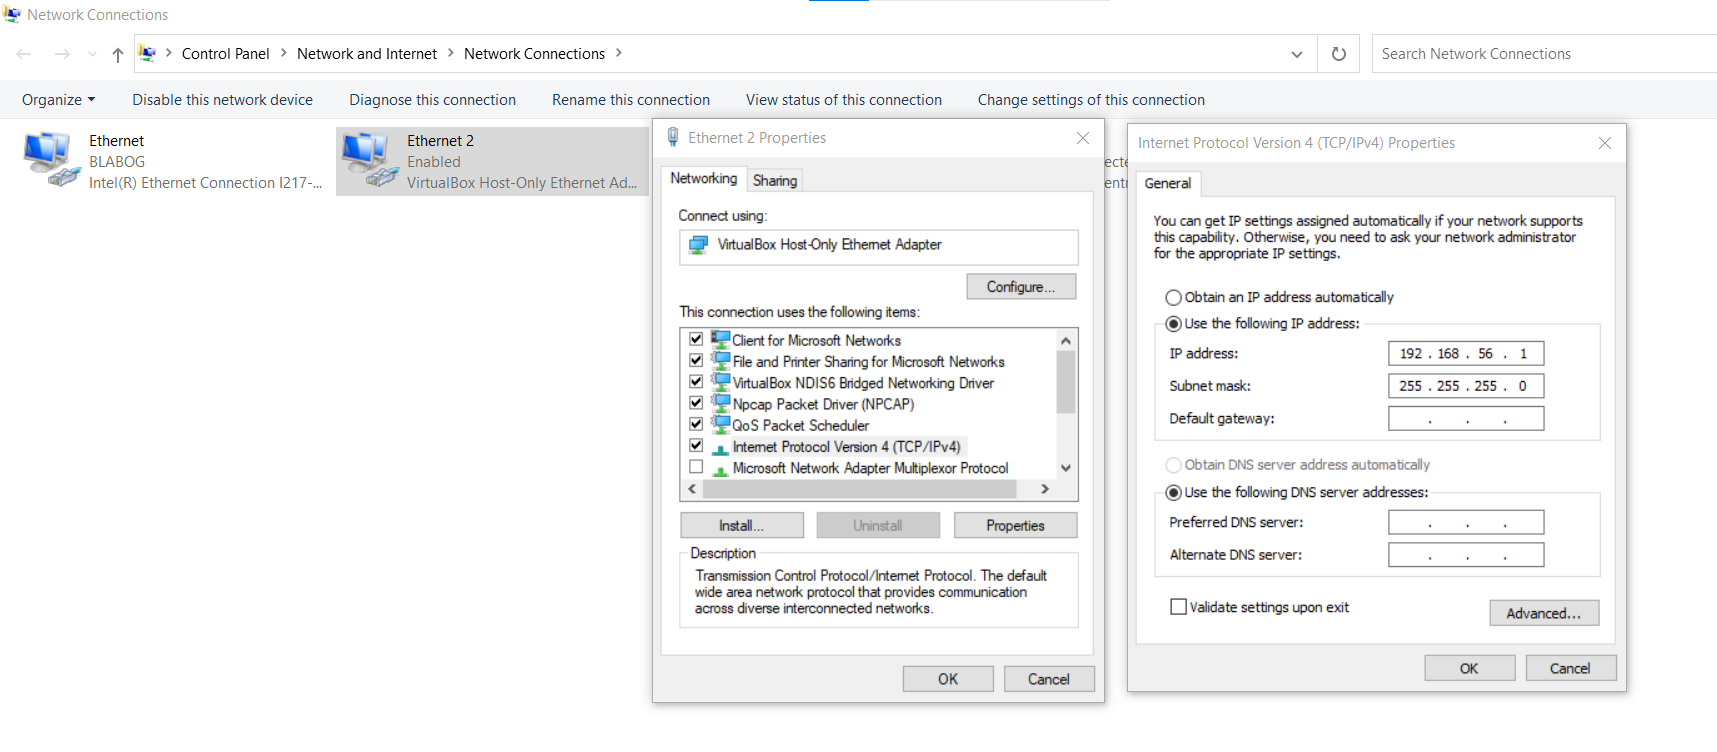 Network Connections
Control Panel > Network and Internet > Network Connections >
Search Network Connections
Organize
Disable this network device
Diagnose this connection
Rename this connection
View status of this connection
Change settings of this connection
Ethernet
BLABOG
Intel(R) Ethernet Connection I217-...
Ethernet 2
Enabled
VirtualBox Host-Only Ethernet Ad...
Ethernet 2 Properties
Networking
Sharing
Connect using:
VirtualBox Host-Only Ethernet Adapter
Configure...
This connection uses the following items:
Client for Microsoft Networks
File and Printer Sharing for Microsoft Networks
VirtualBox NDIS6 Bridged Networking Driver
Npcap Packet Driver (NPCAP)
QoS Packet Scheduler
Internet Protocol Version 4 (TCP/IPv4)
Microsoft Network Adapter Multiplexor Protocol
Install...
Uninstall
Properties
Description
Transmission Control Protocol/Internet Protocol. The default
wide area network protocol that provides communication
across diverse interconnected networks.
OK
Cancel
Internet Protocol Version 4 (TCP/IPv4) Properties
General
You can get IP settings assigned automatically if your network supports
this capability. Otherwise, you need to ask your network administrator
for the appropriate IP settings.
Obtain an IP address automatically
Use the following IP address:
IP address:
192 . 168 . 56 . 1
Subnet mask:
255 . 255 . 255 . 0
Default gateway:
. . .
Obtain DNS server address automatically
Use the following DNS server addresses:
Preferred DNS server:
. . .
Alternate DNS server:
. . .
Validate settings upon exit
Advanced...
OK
Cancel